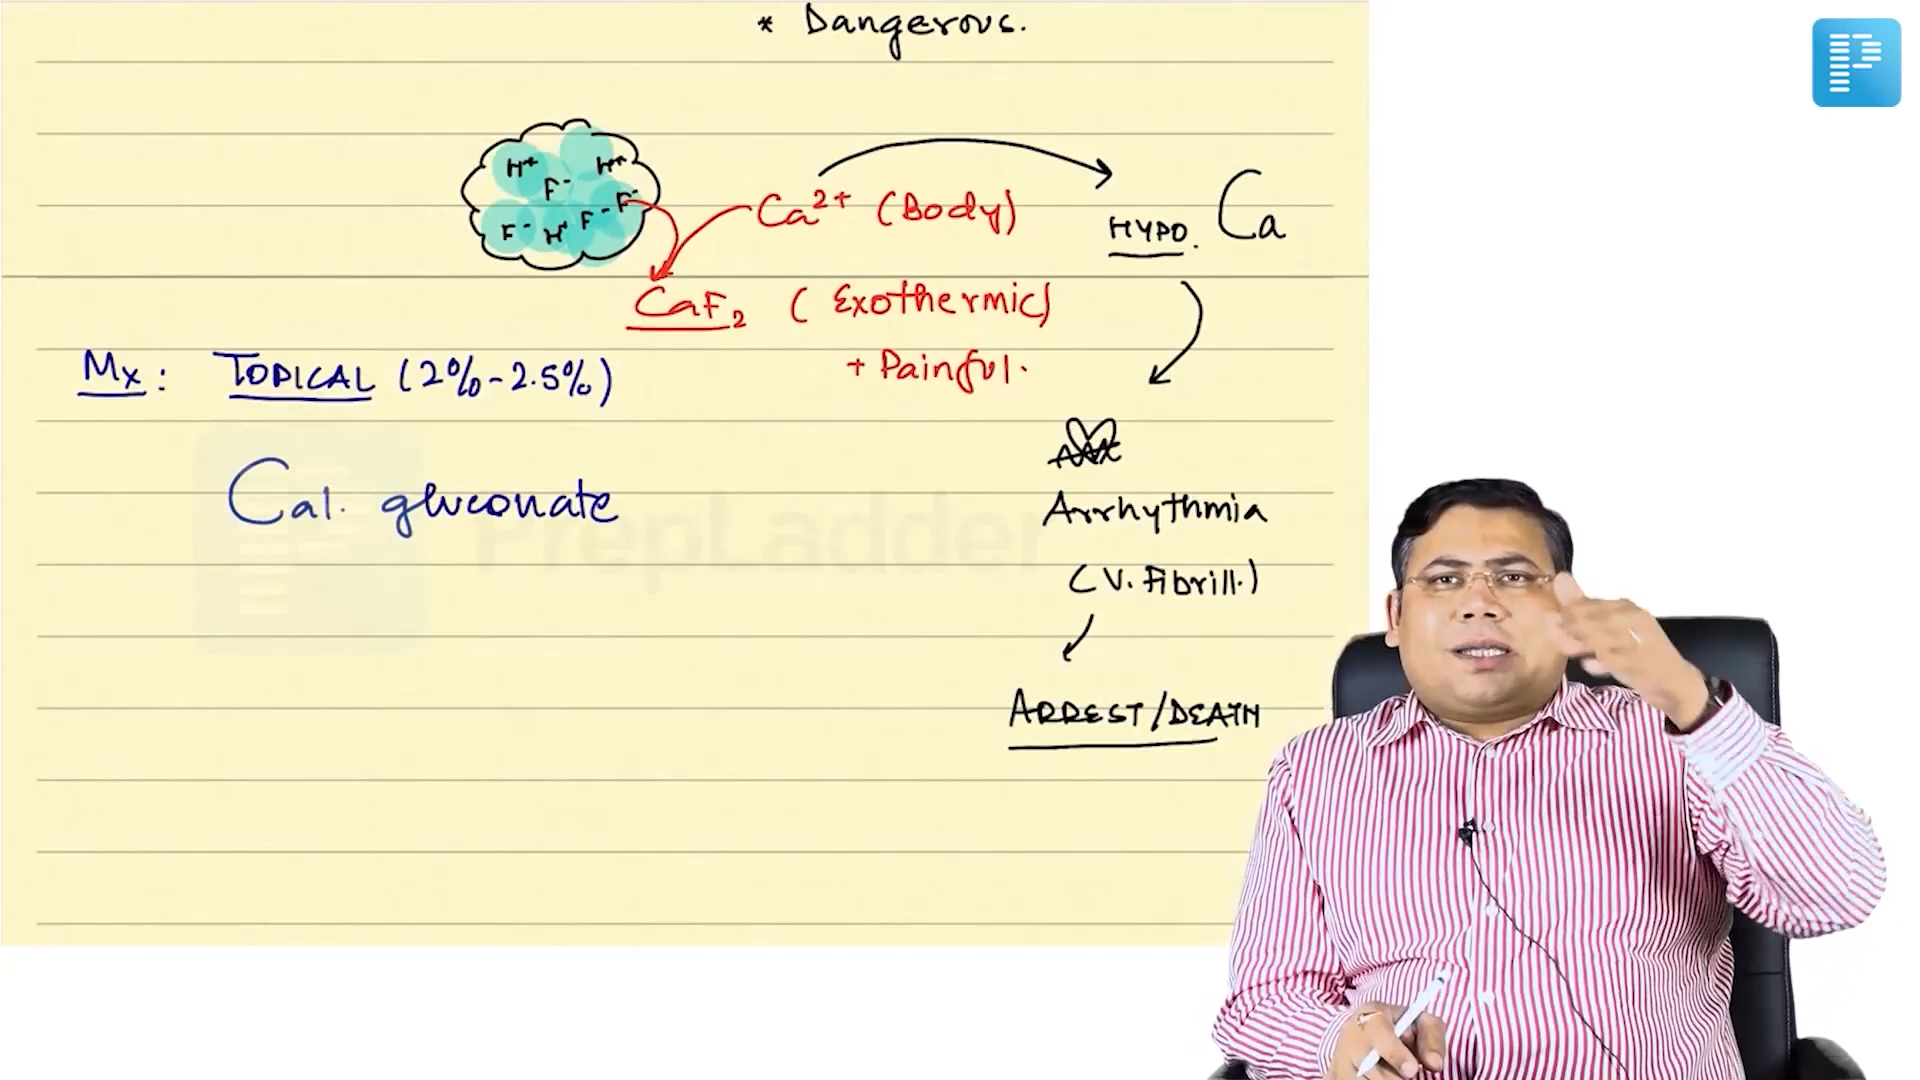 * Dangerous.
H+ H+
F-
F- H+ F- F-
Ca2+ (Body)
HYPO. Ca
CaF2 (Exothermic)
+ Painful.
Mx: TOPICAL (2%-2.5%)
Cal. gluconate
Arrhythmia
(V. Fibrill.)
ARREST/DEATH
PrepLadder